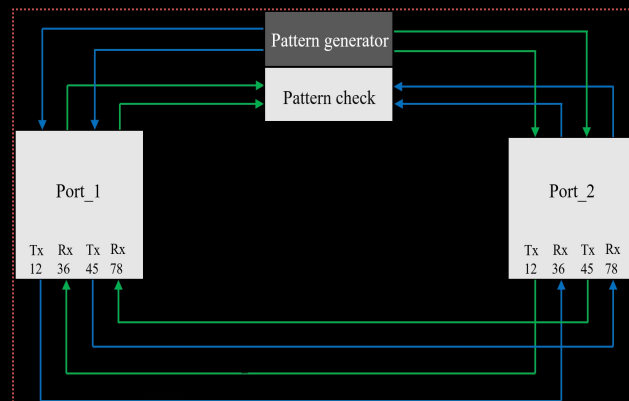 Pattern generator
Pattern check
Port_1
Tx Rx Tx Rx
12 36 45 78
Port_2
Tx Rx Tx Rx
12 36 45 78